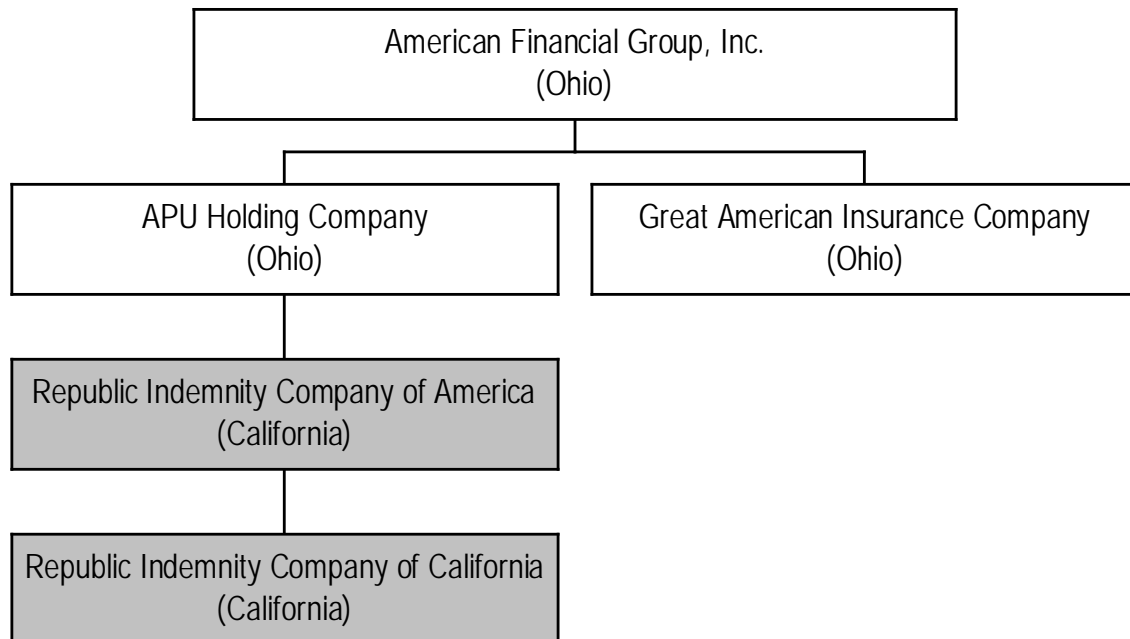 American Financial Group, Inc.
(Ohio)
APU Holding Company
(Ohio)
Great American Insurance Company
(Ohio)
Republic Indemnity Company of America
(California)
Republic Indemnity Company of California
(California)